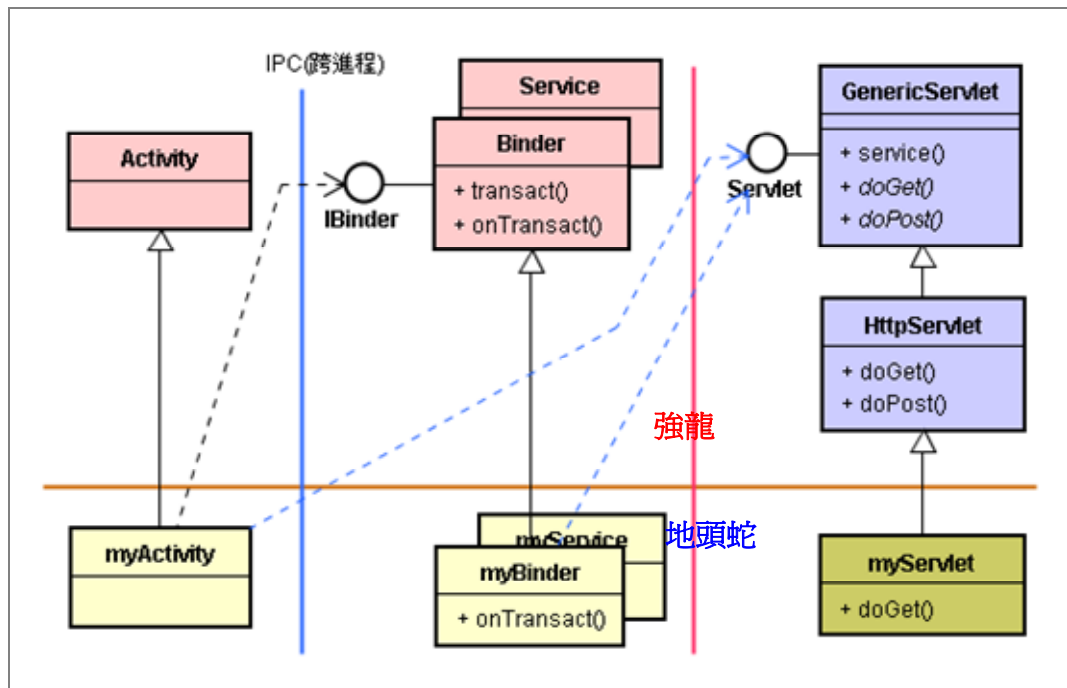 IPC(跨進程)
Activity
IBinder
Service
Binder
+ transact()
+ onTransact()
Servlet
GenericServlet
+ service()
+ doGet()
+ doPost()
HttpServlet
+ doGet()
+ doPost()
強龍
地頭蛇
myActivity
myService
myBinder
+ onTransact()
myServlet
+ doGet()